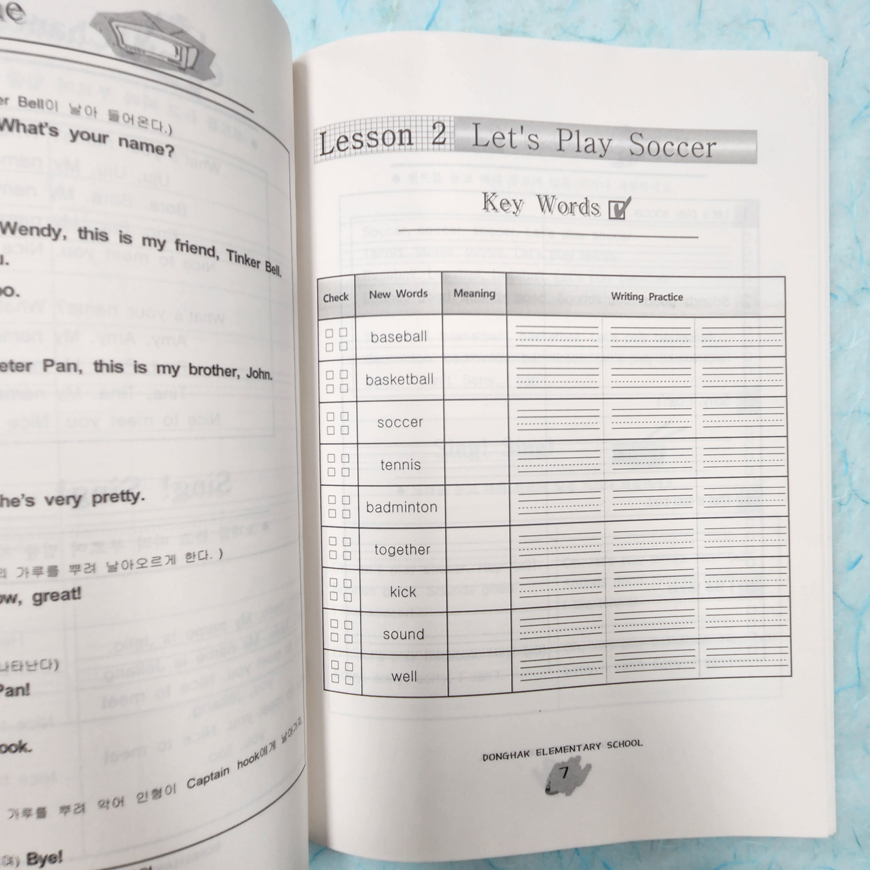 er Bell이 날아 들어온다.)
What's your name?
Wendy, this is my friend, Tinker Bell.
eter Pan, this is my brother, John.
he's very pretty.
가루를 뿌려 날아오르게 한다. )
ow, great!
나타난다)
Pan!
ook.
가루를 뿌려 악어 인형이 Captain hook에게 날아가
Bye!
Lesson 2 Let's Play Soccer
Key Words
Check New Words Meaning Writing Practice
baseball
basketball
soccer
tennis
badminton
together
kick
sound
well
DONGHAK ELEMENTARY SCHOOL
7